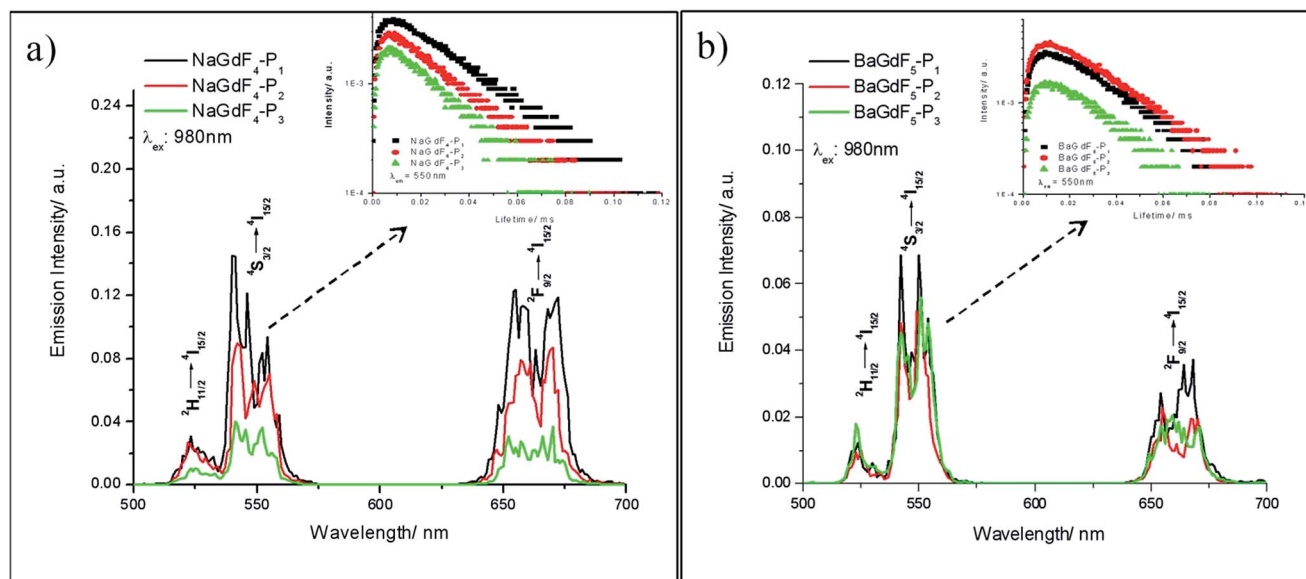 a)
NaGdF₄-P₁
NaGdF₄-P₂
NaGdF₄-P₃
λₑₓ: 980nm
0.24
0.20
0.16
0.12
0.08
0.04
0.00
500 550 600 650 700
Wavelength/ nm
Emission Intensity/ a.u.
²H₁₁/₂ → ⁴I₁₅/₂
⁴S₃/₂ → ⁴I₁₅/₂
²F₉/₂ → ⁴I₁₅/₂
Intensity/ a.u.
1E-3
1E-4
NaGdF₄-P₁
NaGdF₄-P₂
NaGdF₄-P₃
λₑₘ = 550nm
0.00 0.02 0.04 0.06 0.08 0.10 0.12
Lifetime/ ms
b)
BaGdF₅-P₁
BaGdF₅-P₂
BaGdF₅-P₃
λₑₓ: 980nm
0.12
0.10
0.08
0.06
0.04
0.02
0.00
500 550 600 650 700
Wavelength/ nm
Emission Intensity/ a.u.
²H₁₁/₂ → ⁴I₁₅/₂
⁴S₃/₂ → ⁴I₁₅/₂
²F₉/₂ → ⁴I₁₅/₂
Intensity/ a.u.
1E-3
1E-4
BaGdF₅-P₁
BaGdF₅-P₂
BaGdF₅-P₃
λₑₘ = 550nm
0.00 0.02 0.04 0.06 0.08 0.10 0.12
Lifetime/ ms